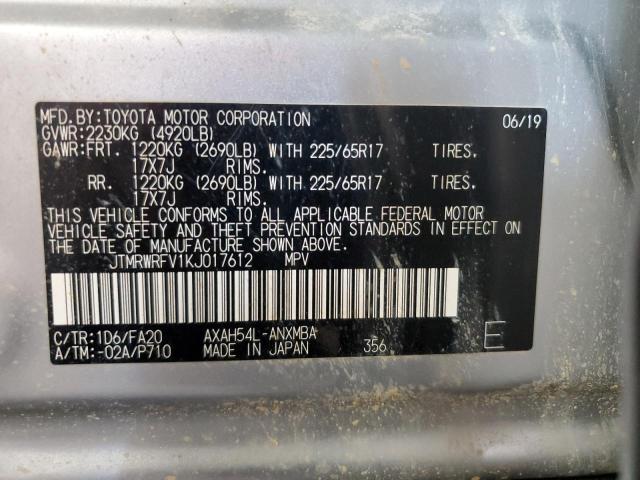 MFD.BY:TOYOTA MOTOR CORPORATION 06/19
GVWR:2230KG (4920LB)
GAWR:FRT. 1220KG (2690LB) WITH 225/65R17 TIRES.
17X7J RIMS.
RR. 1220KG (2690LB) WITH 225/65R17 TIRES.
17X7J RIMS.
THIS VEHICLE CONFORMS TO ALL APPLICABLE FEDERAL MOTOR
VEHICLE SAFETY AND THEFT PREVENTION STANDARDS IN EFFECT ON
THE DATE OF MANUFACTURE SHOWN ABOVE.
JTMRWRFV1KJ017612 MPV
C/TR:1D6/FA20 AXAH54L-ANXMBA
A/TM:-02A/P710 MADE IN JAPAN 356 E